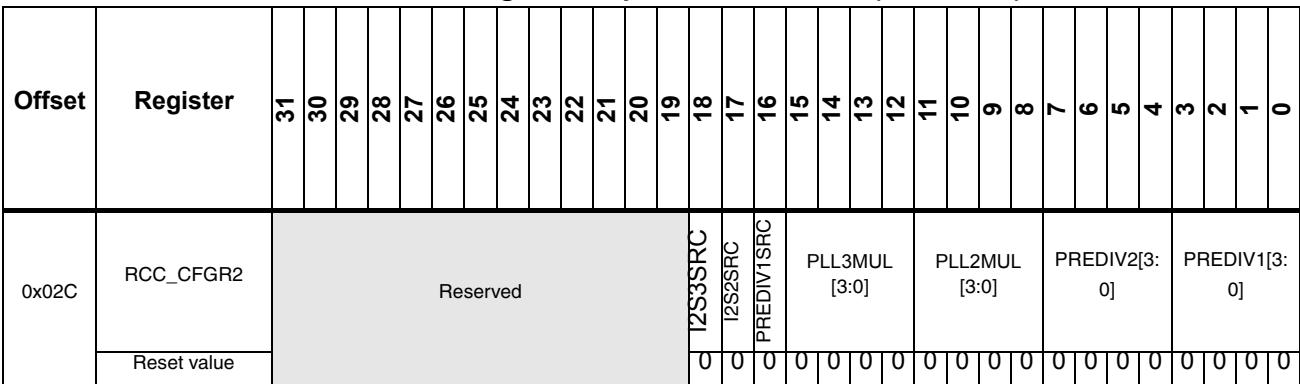 Offset Register 31 30 29 28 27 26 25 24 23 22 21 20 19 18 17 16 15 14 13 12 11 10 9 8 7 6 5 4 3 2 1 0
0x02C RCC_CFGR2 Reserved I2S3SRC I2S2SRC PREDIV1SRC PLL3MUL PLL2MUL PREDIV2[3: PREDIV1[3:
[3:0] [3:0] 0] 0]
Reset value 0 0 0 0 0 0 0 0 0 0 0 0 0 0 0 0 0 0 0